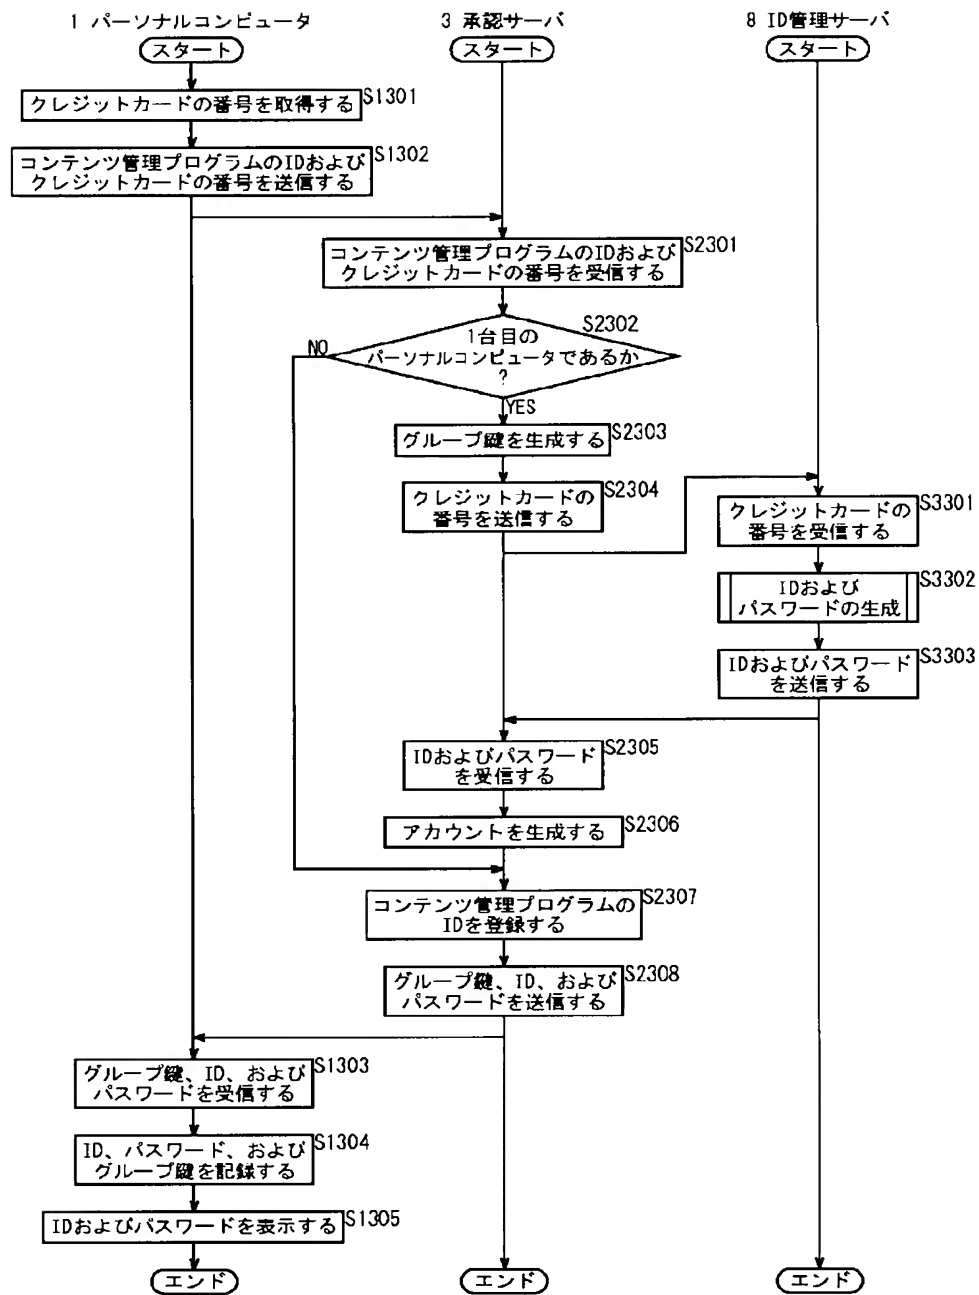 1 パーソナルコンピュータ
3 承認サーバ
8 ID管理サーバ
スタート
スタート
スタート
クレジットカードの番号を取得する
S1301
コンテンツ管理プログラムのIDおよび
クレジットカードの番号を送信する
S1302
コンテンツ管理プログラムのIDおよび
クレジットカードの番号を受信する
S2301
1台目の
パーソナルコンピュータであるか
?
S2302
NO
YES
グループ鍵を生成する
S2303
クレジットカードの
番号を送信する
S2304
クレジットカードの
番号を受信する
S3301
IDおよび
パスワードの生成
S3302
IDおよびパスワード
を送信する
S3303
IDおよびパスワード
を受信する
S2305
アカウントを生成する
S2306
コンテンツ管理プログラムの
IDを登録する
S2307
グループ鍵、ID、および
パスワードを送信する
S2308
グループ鍵、ID、および
パスワードを受信する
S1303
ID、パスワード、および
グループ鍵を記録する
S1304
IDおよびパスワードを表示する
S1305
エンド
エンド
エンド